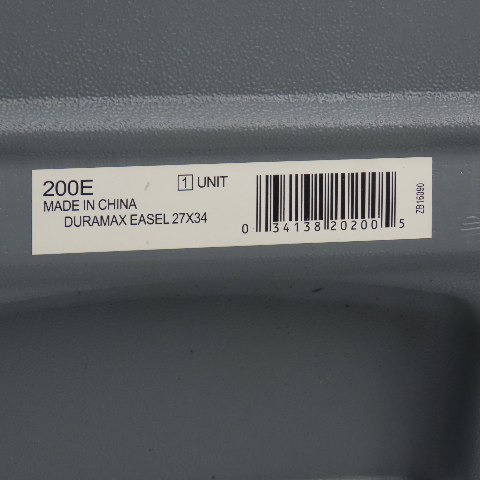 200E
1 UNIT
MADE IN CHINA
DURAMAX EASEL 27X34
0 34138 20200 5
ZB16090